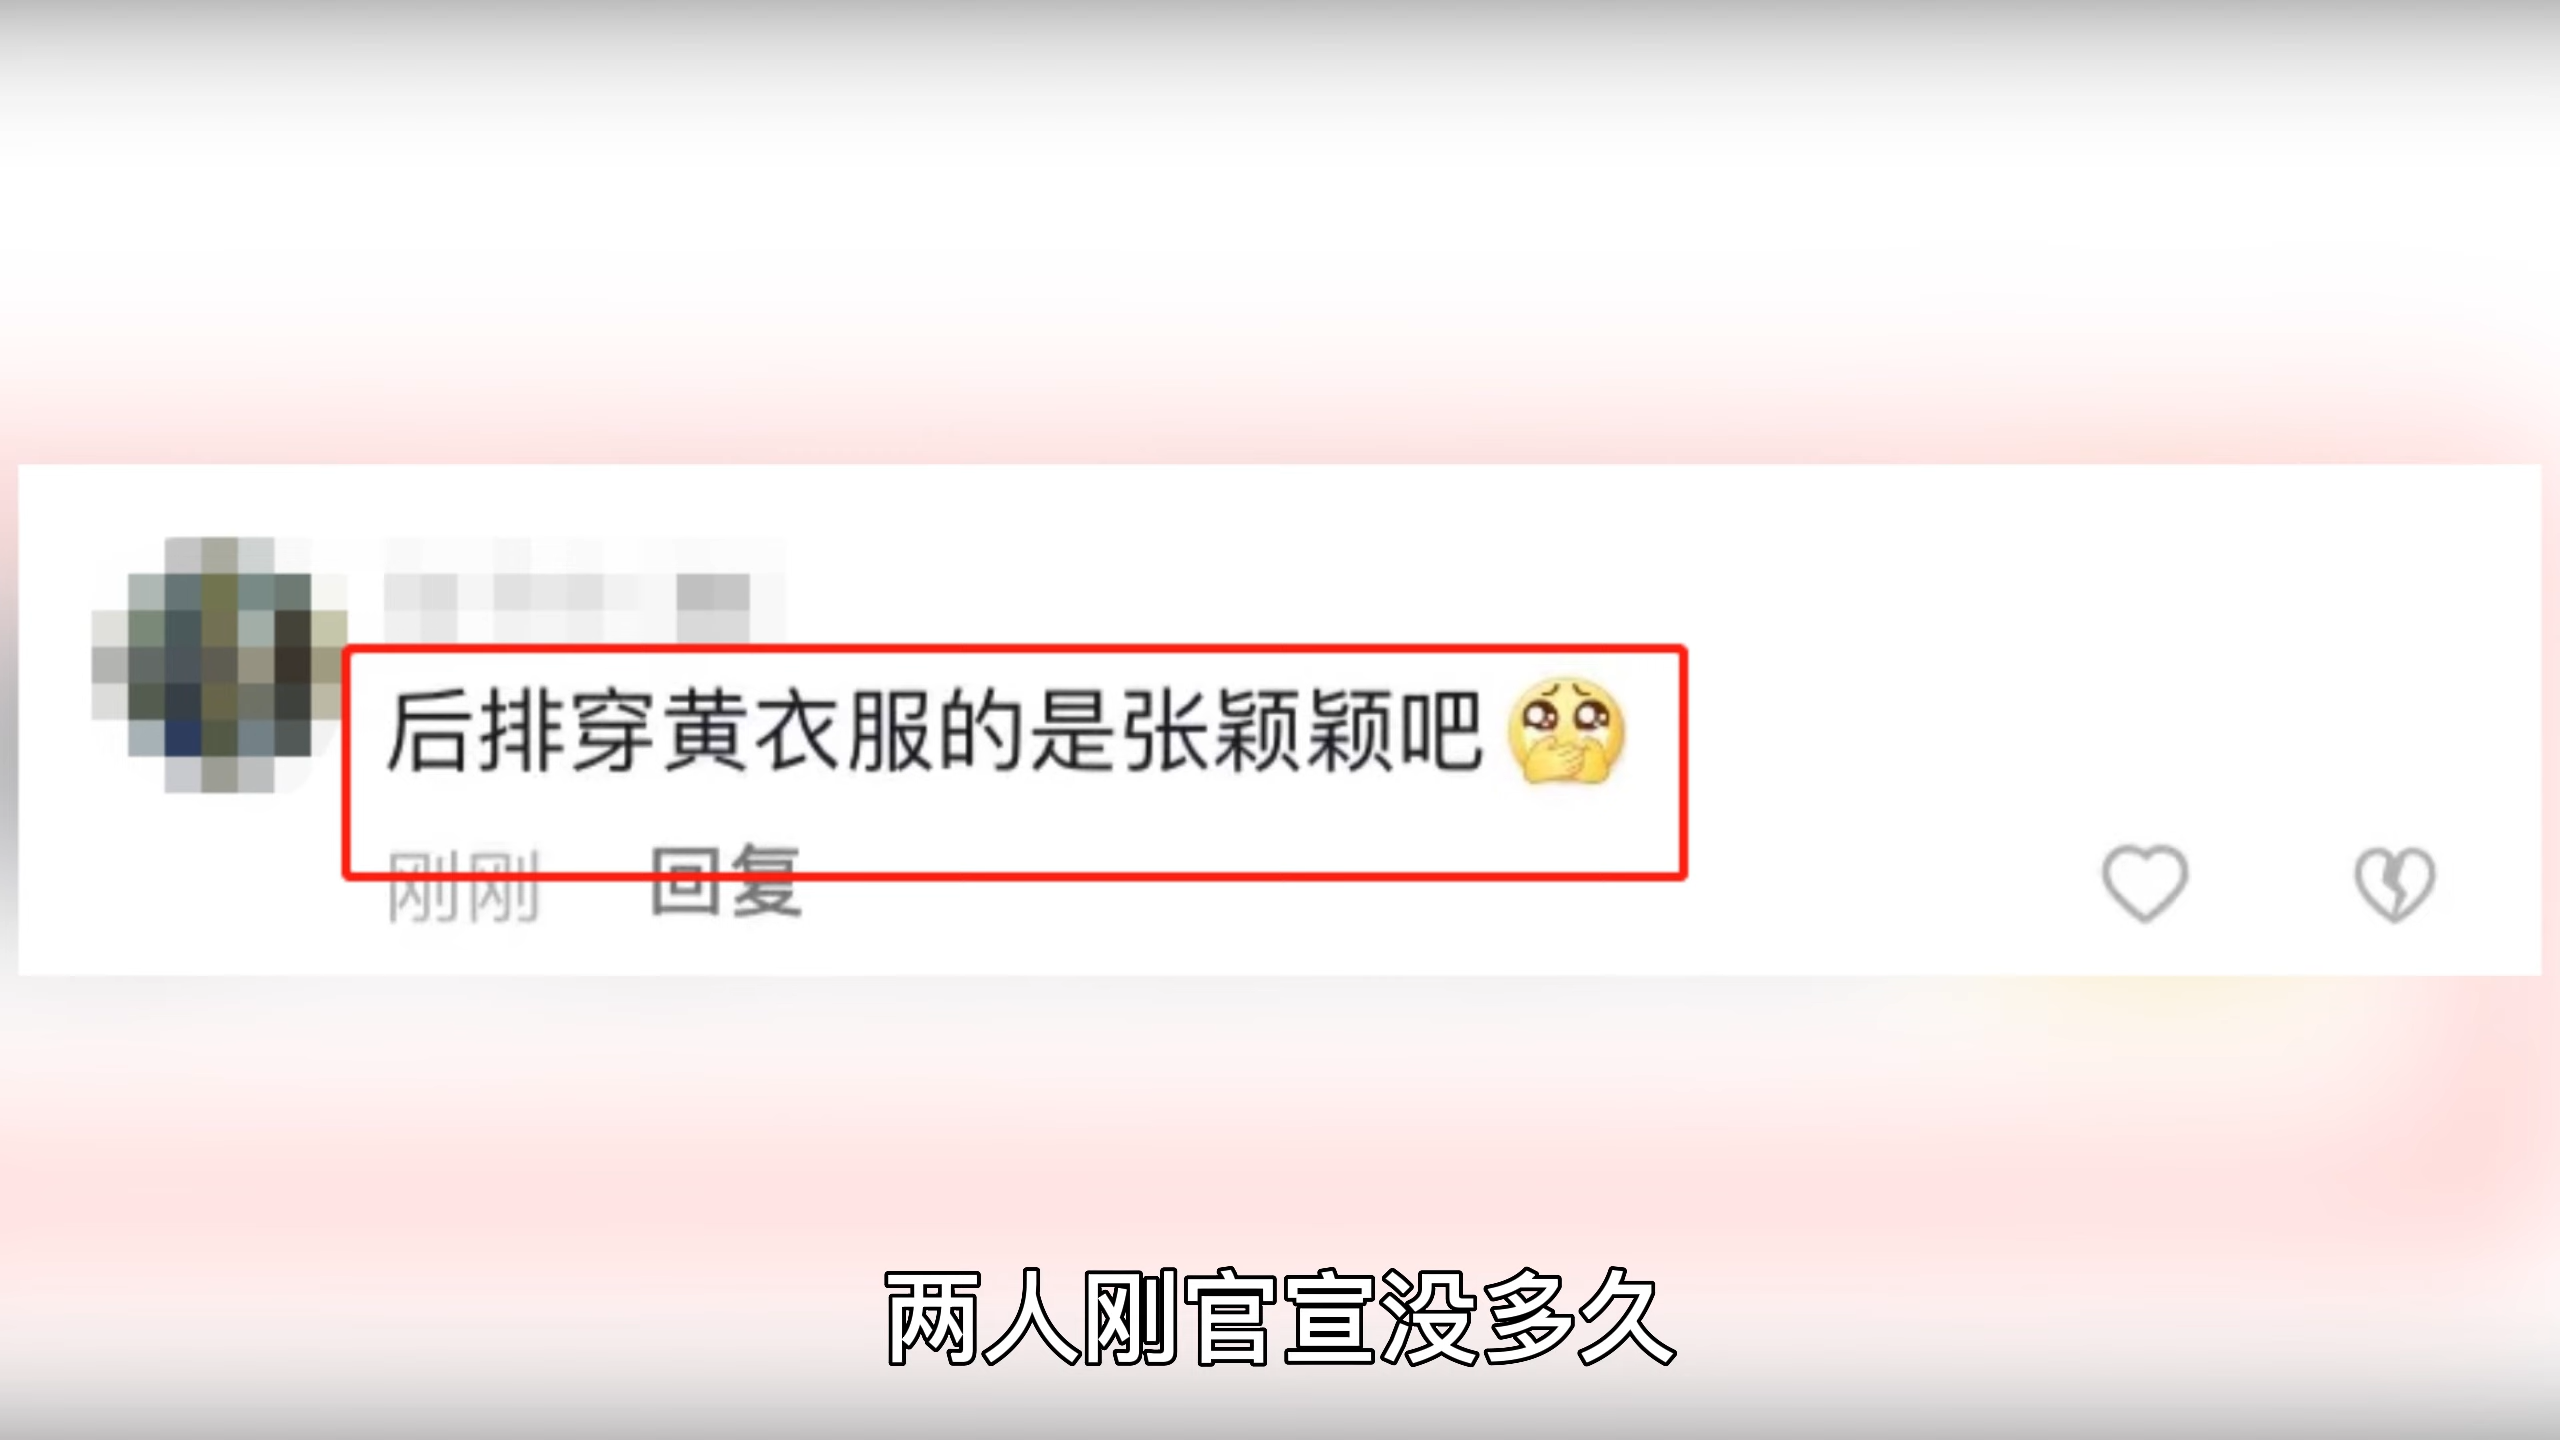 后排穿黄衣服的是张颖颖吧🥹
刚刚 回复
两人刚官宣没多久